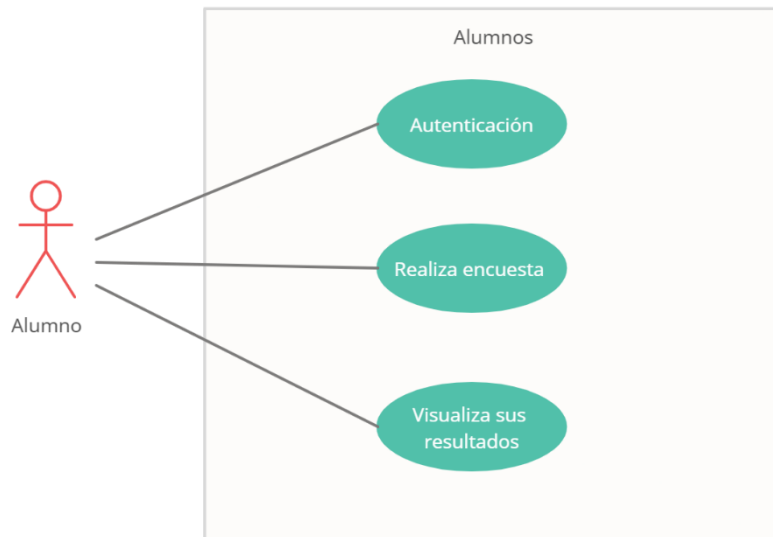 Alumnos
Autenticación
Realiza encuesta
Alumno
Visualiza sus
resultados